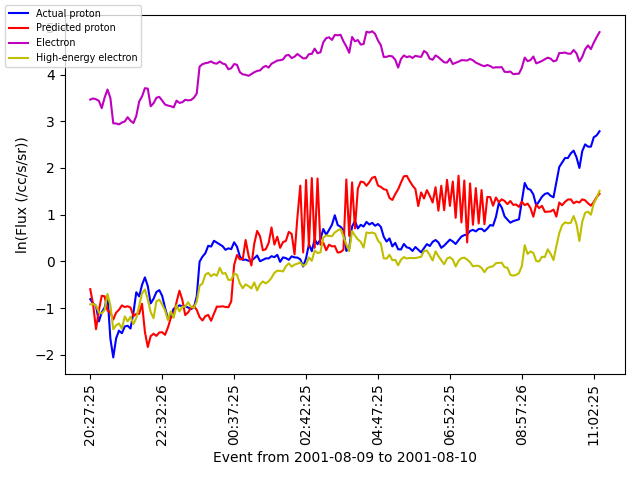 Actual proton
Predicted proton
Electron
High-energy electron
4
3
2
1
0
−1
−2
ln(Flux (/cc/s/sr))
20:27:25
22:32:26
00:37:25
02:42:25
04:47:25
06:52:25
08:57:26
11:02:25
Event from 2001-08-09 to 2001-08-10